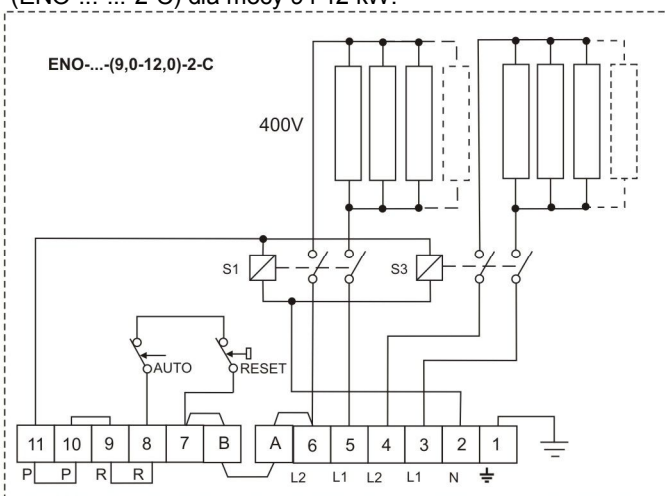 (ENO-...-...-2-C) dla mocy 9÷12 kW:
ENO-...-(9,0-12,0)-2-C
400V
S1
S3
AUTO
RESET
11 10 9 8 7 B A 6 5 4 3 2 1
P P R R L2 L1 L2 L1 N